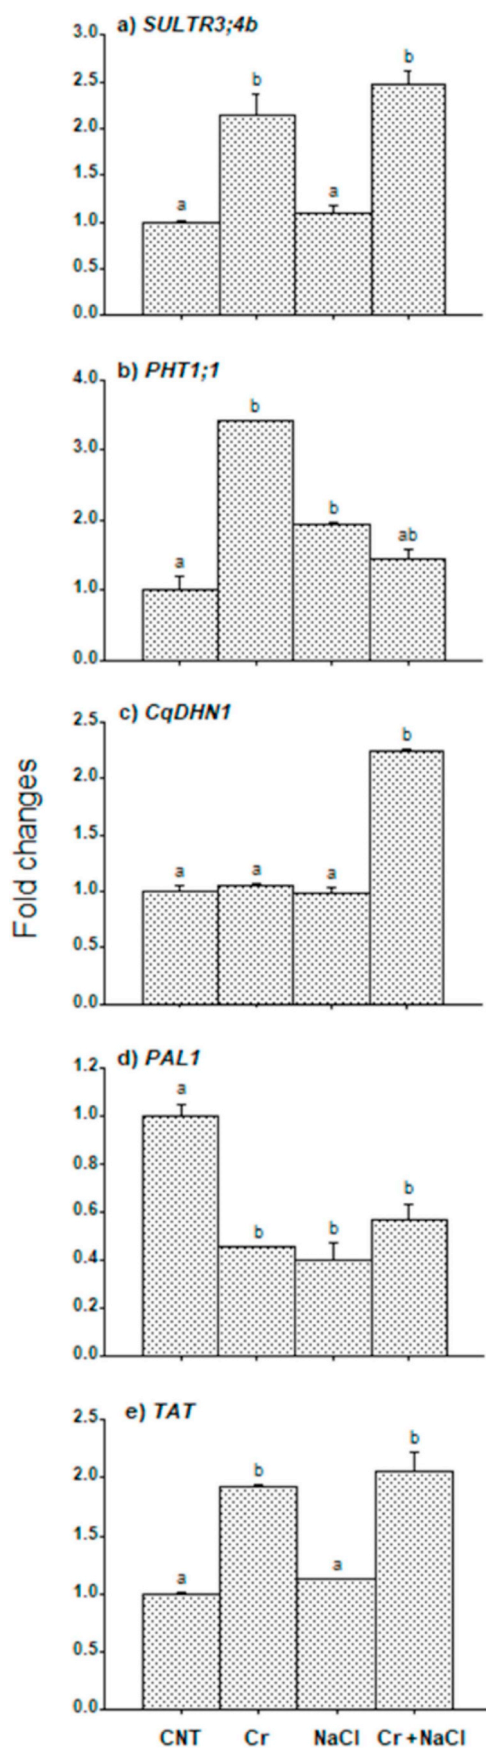 a) SULTR3;4b
3.0
b
b
2.5
2.0
1.5
a
a
1.0
0.5
0.0
b) PHT1;1
4.0
b
3.0
b
2.0
ab
a
1.0
0.0
c) CqDHN1
2.5
b
2.0
1.5
a
a
a
1.0
0.5
0.0
Fold changes
d) PAL1
1.2
a
1.0
0.8
b
0.6
b
b
0.4
0.2
0.0
e) TAT
2.5
b
b
2.0
1.5
a
a
1.0
0.5
0.0
CNT Cr NaCl Cr+NaCl